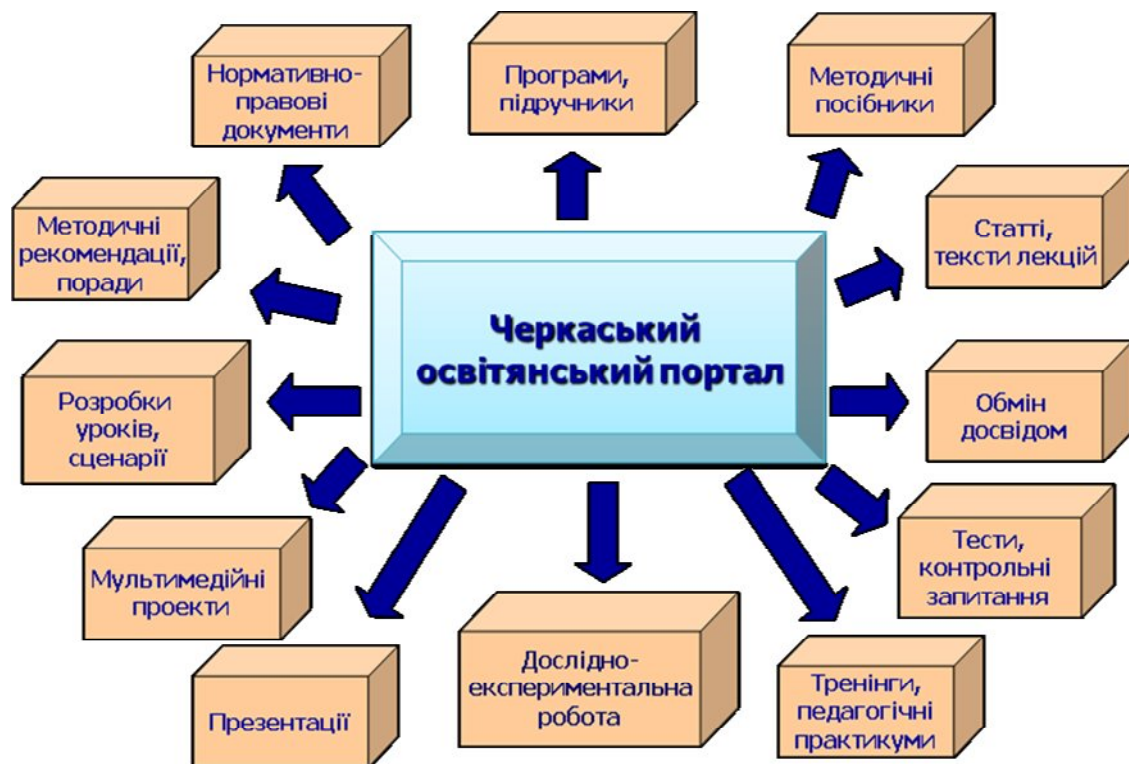 Нормативно-
правові
документи
Програми,
підручники
Методичні
посібники
Методичні
рекомендації,
поради
Статті,
тексти лекцій
Черкаський
освітянський портал
Розробки
уроків,
сценарії
Обмін
досвідом
Мультимедійні
проекти
Тести,
контрольні
запитання
Презентації
Дослідно-
експериментальна
робота
Тренінги,
педагогічні
практикуми